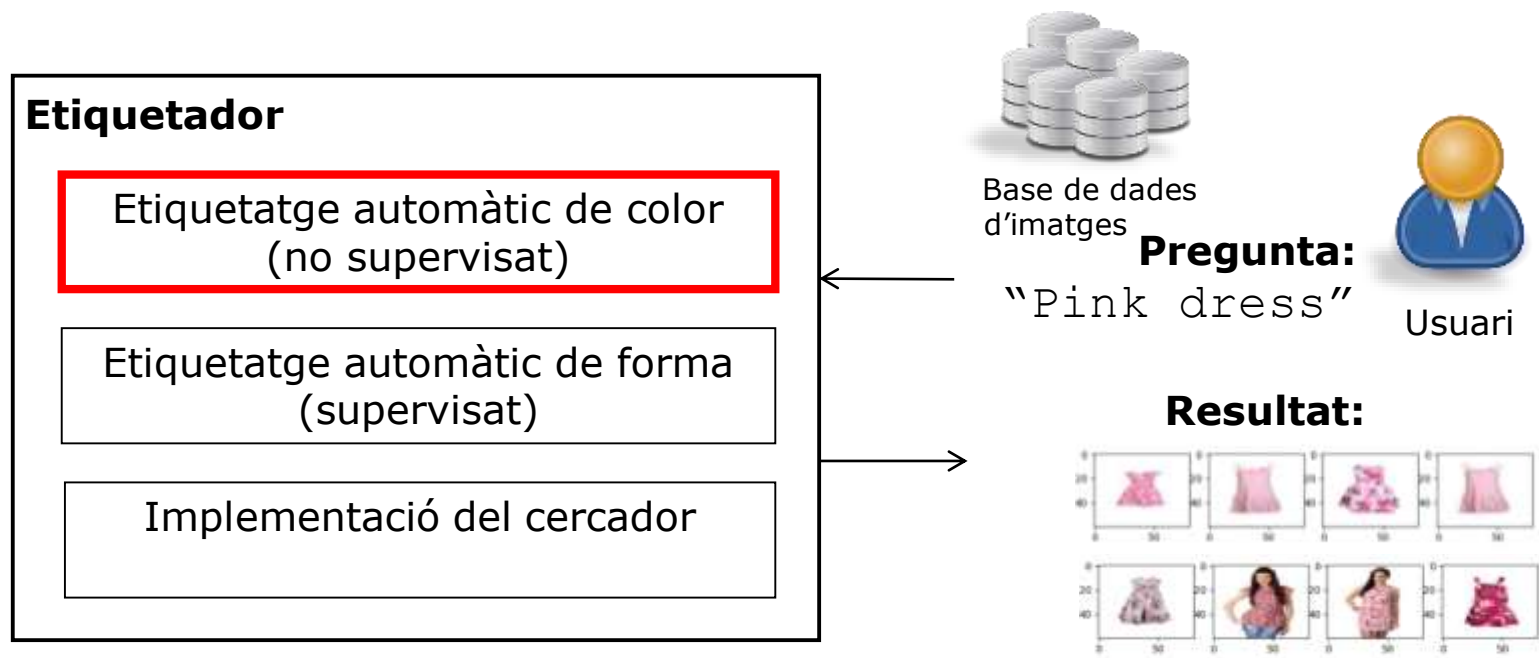 Etiquetador
Etiquetatge automàtic de color
(no supervisat)
Etiquetatge automàtic de forma
(supervisat)
Implementació del cercador
Base de dades
d’imatges
Pregunta:
“Pink dress”
Usuari
Resultat: